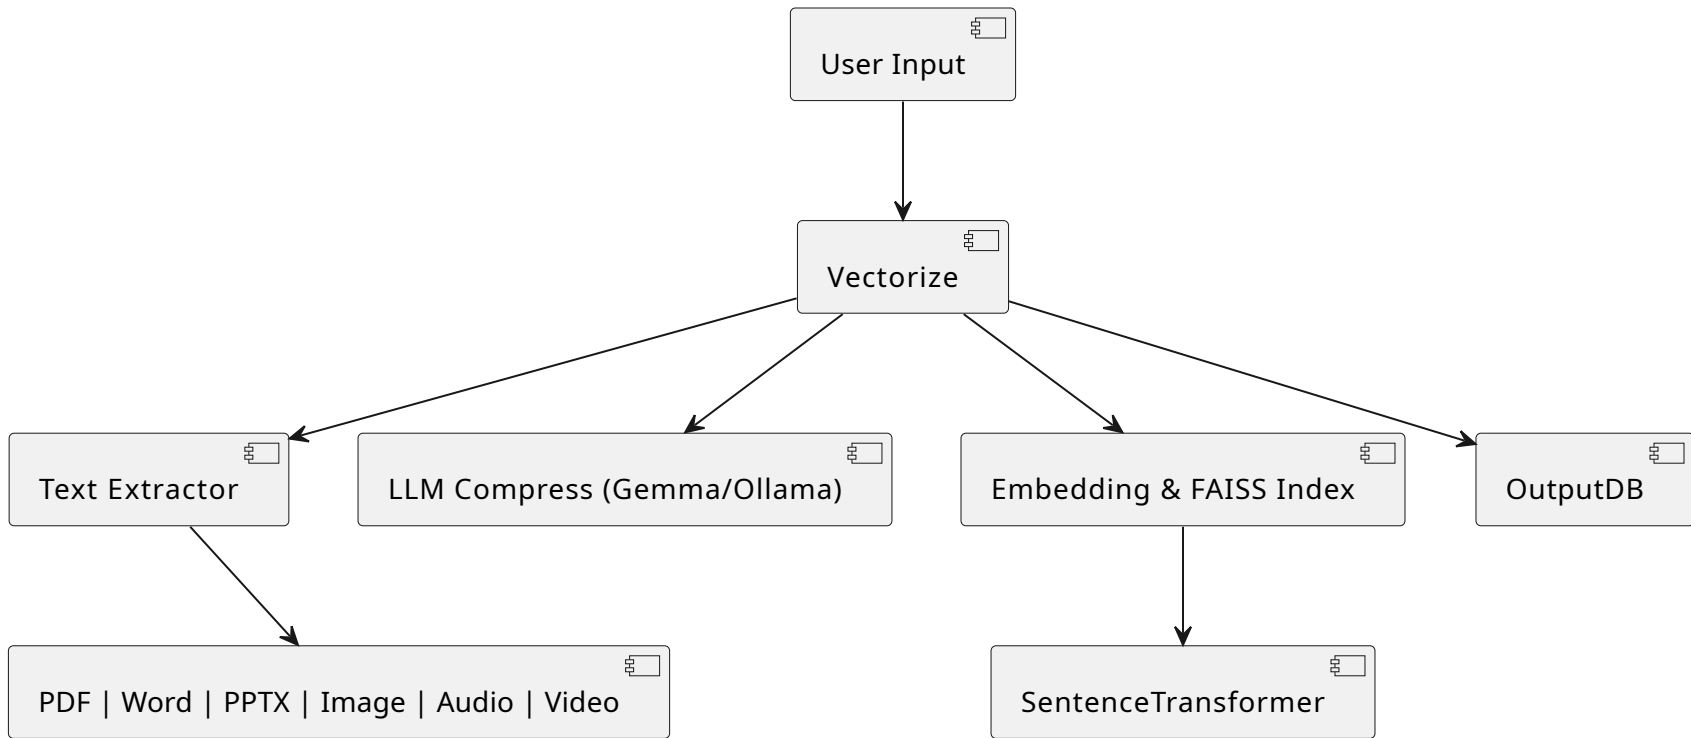 User Input
Vectorize
Text Extractor
LLM Compress (Gemma/Ollama)
Embedding & FAISS Index
OutputDB
PDF | Word | PPTX | Image | Audio | Video
SentenceTransformer